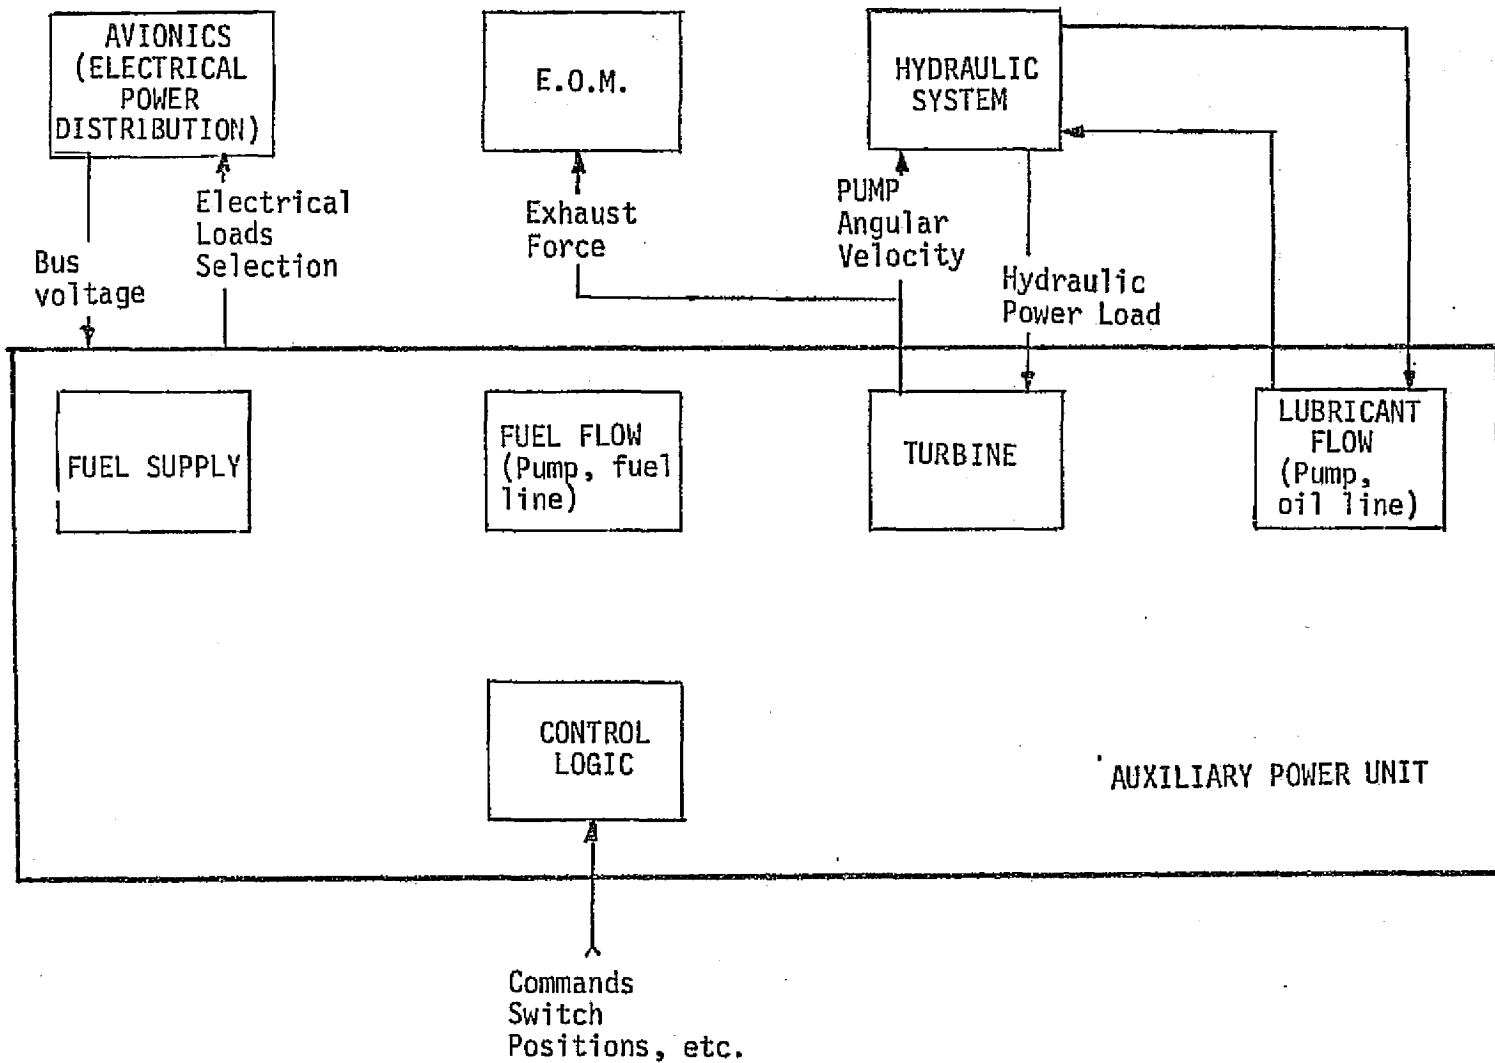 AVIONICS
(ELECTRICAL
POWER
DISTRIBUTION)
E.O.M.
HYDRAULIC
SYSTEM
Electrical
Loads
Selection
Bus
voltage
Exhaust
Force
PUMP
Angular
Velocity
Hydraulic
Power Load
FUEL SUPPLY
FUEL FLOW
(Pump, fuel
line)
TURBINE
LUBRICANT
FLOW
(Pump,
oil line)
CONTROL
LOGIC
AUXILIARY POWER UNIT
Commands
Switch
Positions, etc.